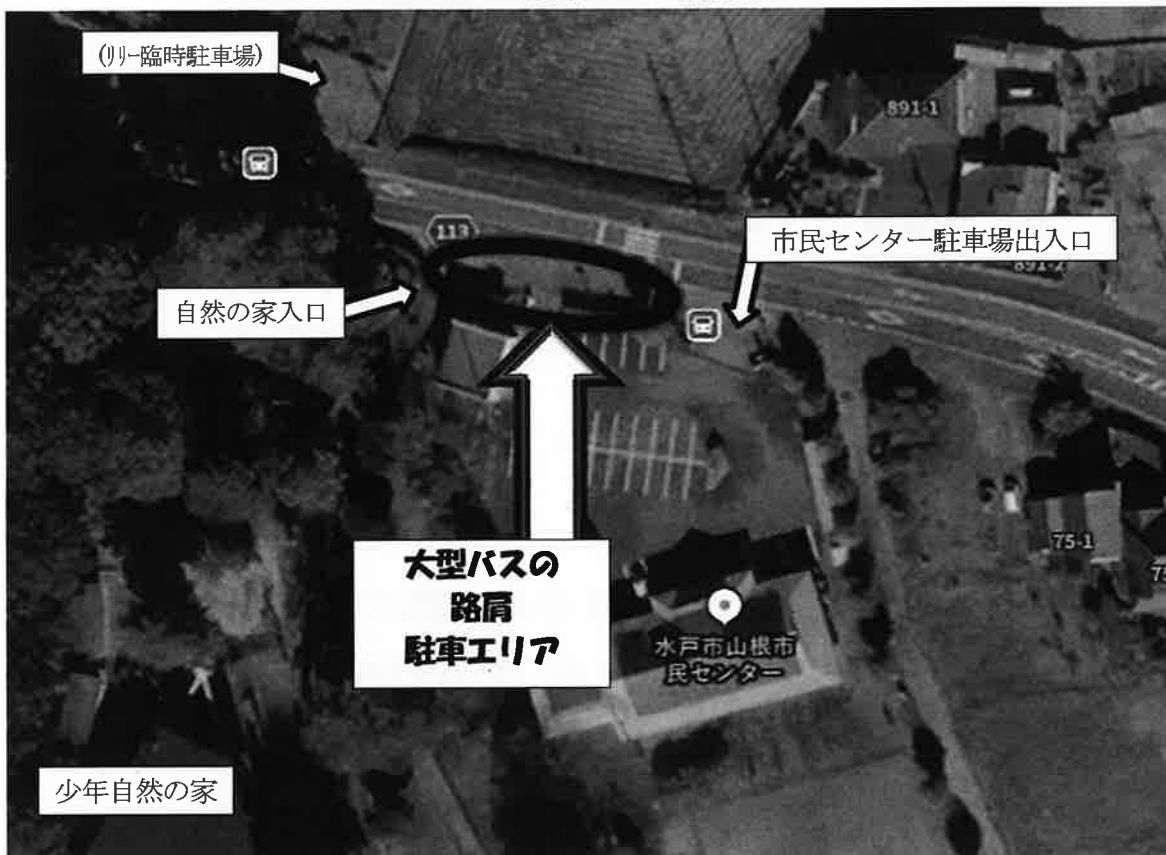 (リリー臨時駐車場)
891-1
113
市民センター駐車場出入口
891-2
自然の家入口
大型バスの
路肩
駐車エリア
75-1
水戸市山根市
民センター
少年自然の家